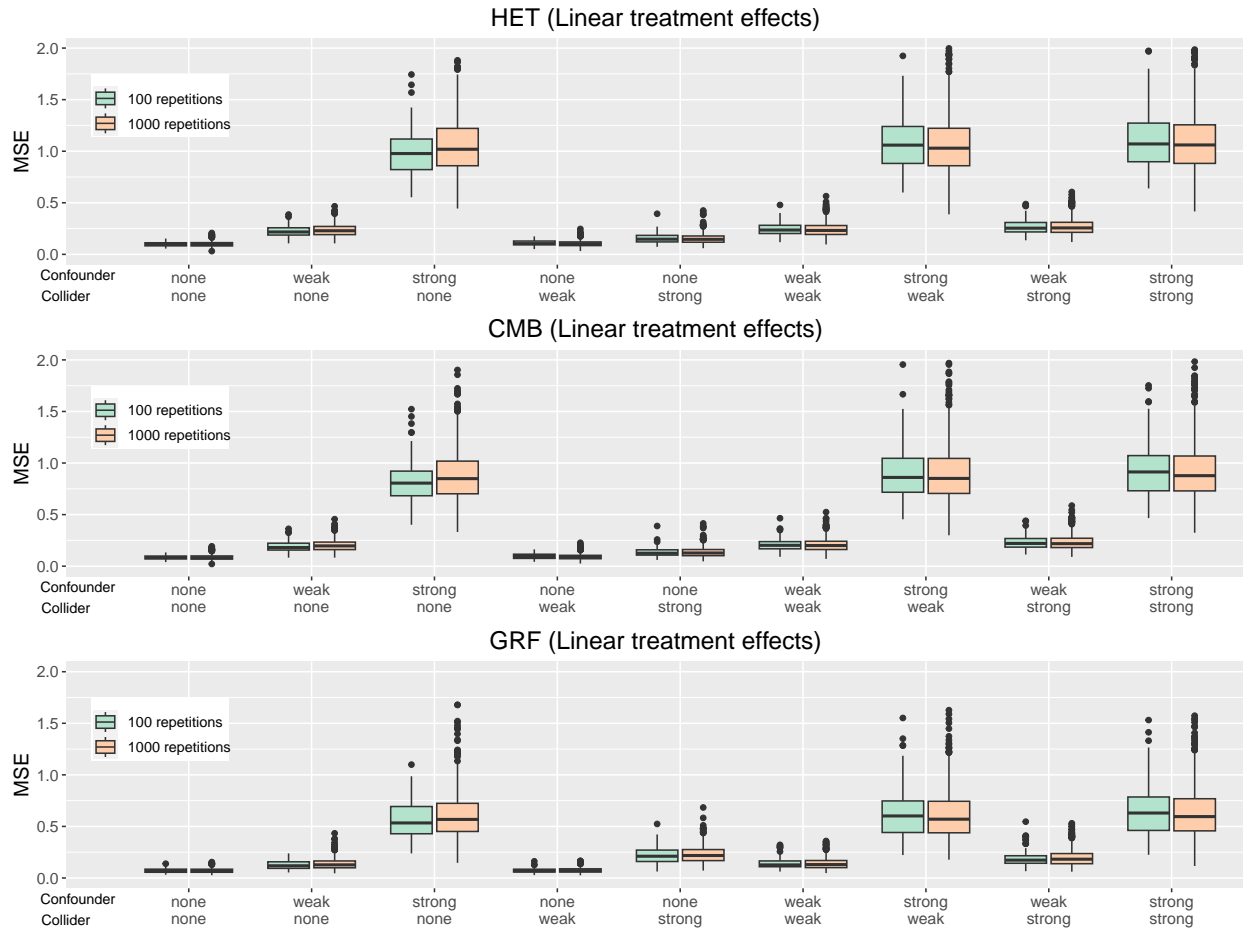 HET (Linear treatment effects)
2.0
1.5
1.0
0.5
0.0
MSE
100 repetitions
1000 repetitions
Confounder none weak strong none none weak strong weak strong
Collider none none none weak strong weak weak strong strong
CMB (Linear treatment effects)
2.0
1.5
1.0
0.5
0.0
MSE
100 repetitions
1000 repetitions
Confounder none weak strong none none weak strong weak strong
Collider none none none weak strong weak weak strong strong
GRF (Linear treatment effects)
2.0
1.5
1.0
0.5
0.0
MSE
100 repetitions
1000 repetitions
Confounder none weak strong none none weak strong weak strong
Collider none none none weak strong weak weak strong strong